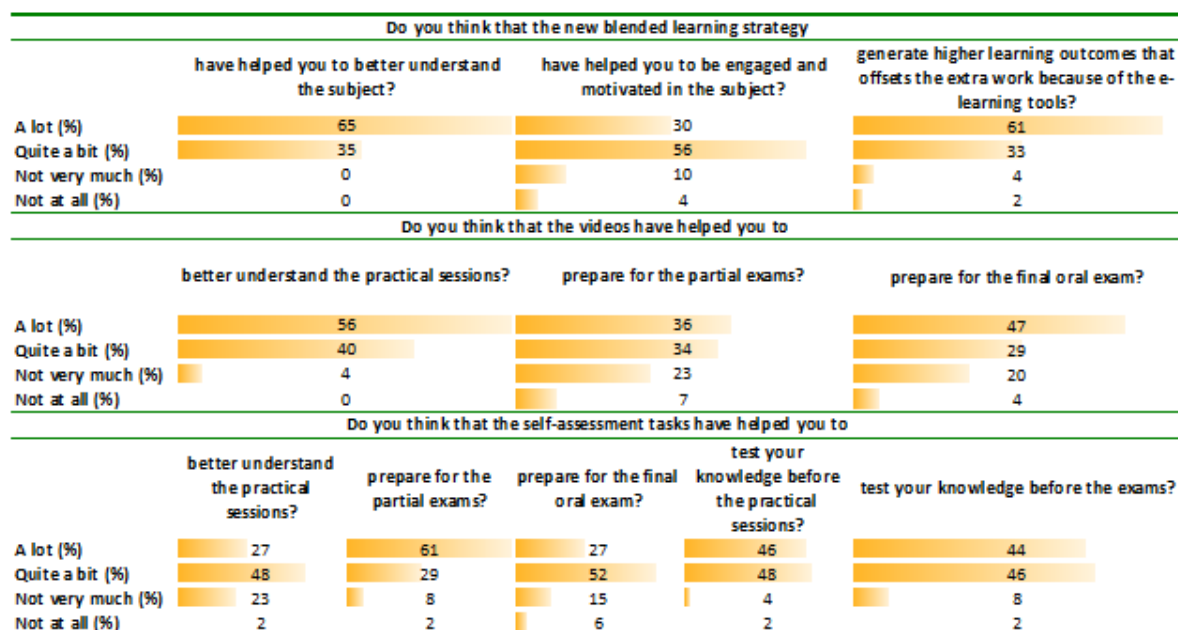 Do you think that the new blended learning strategy
have helped you to better understand
the subject?
have helped you to be engaged and
motivated in the subject?
generate higher learning outcomes that
offsets the extra work because of the e-
learning tools?
A lot (%) 65 30 61
Quite a bit (%) 35 56 33
Not very much (%) 0 10 4
Not at all (%) 0 4 2
Do you think that the videos have helped you to
better understand the practical sessions? prepare for the partial exams? prepare for the final oral exam?
A lot (%) 56 36 47
Quite a bit (%) 40 34 29
Not very much (%) 4 23 20
Not at all (%) 0 7 4
Do you think that the self-assessment tasks have helped you to
better understand
the practical
sessions?
prepare for the
partial exams?
prepare for the final
oral exam?
test your
knowledge before
the practical
sessions?
test your knowledge before the exams?
A lot (%) 27 61 27 46 44
Quite a bit (%) 48 29 52 48 46
Not very much (%) 23 8 15 4 8
Not at all (%) 2 2 6 2 2